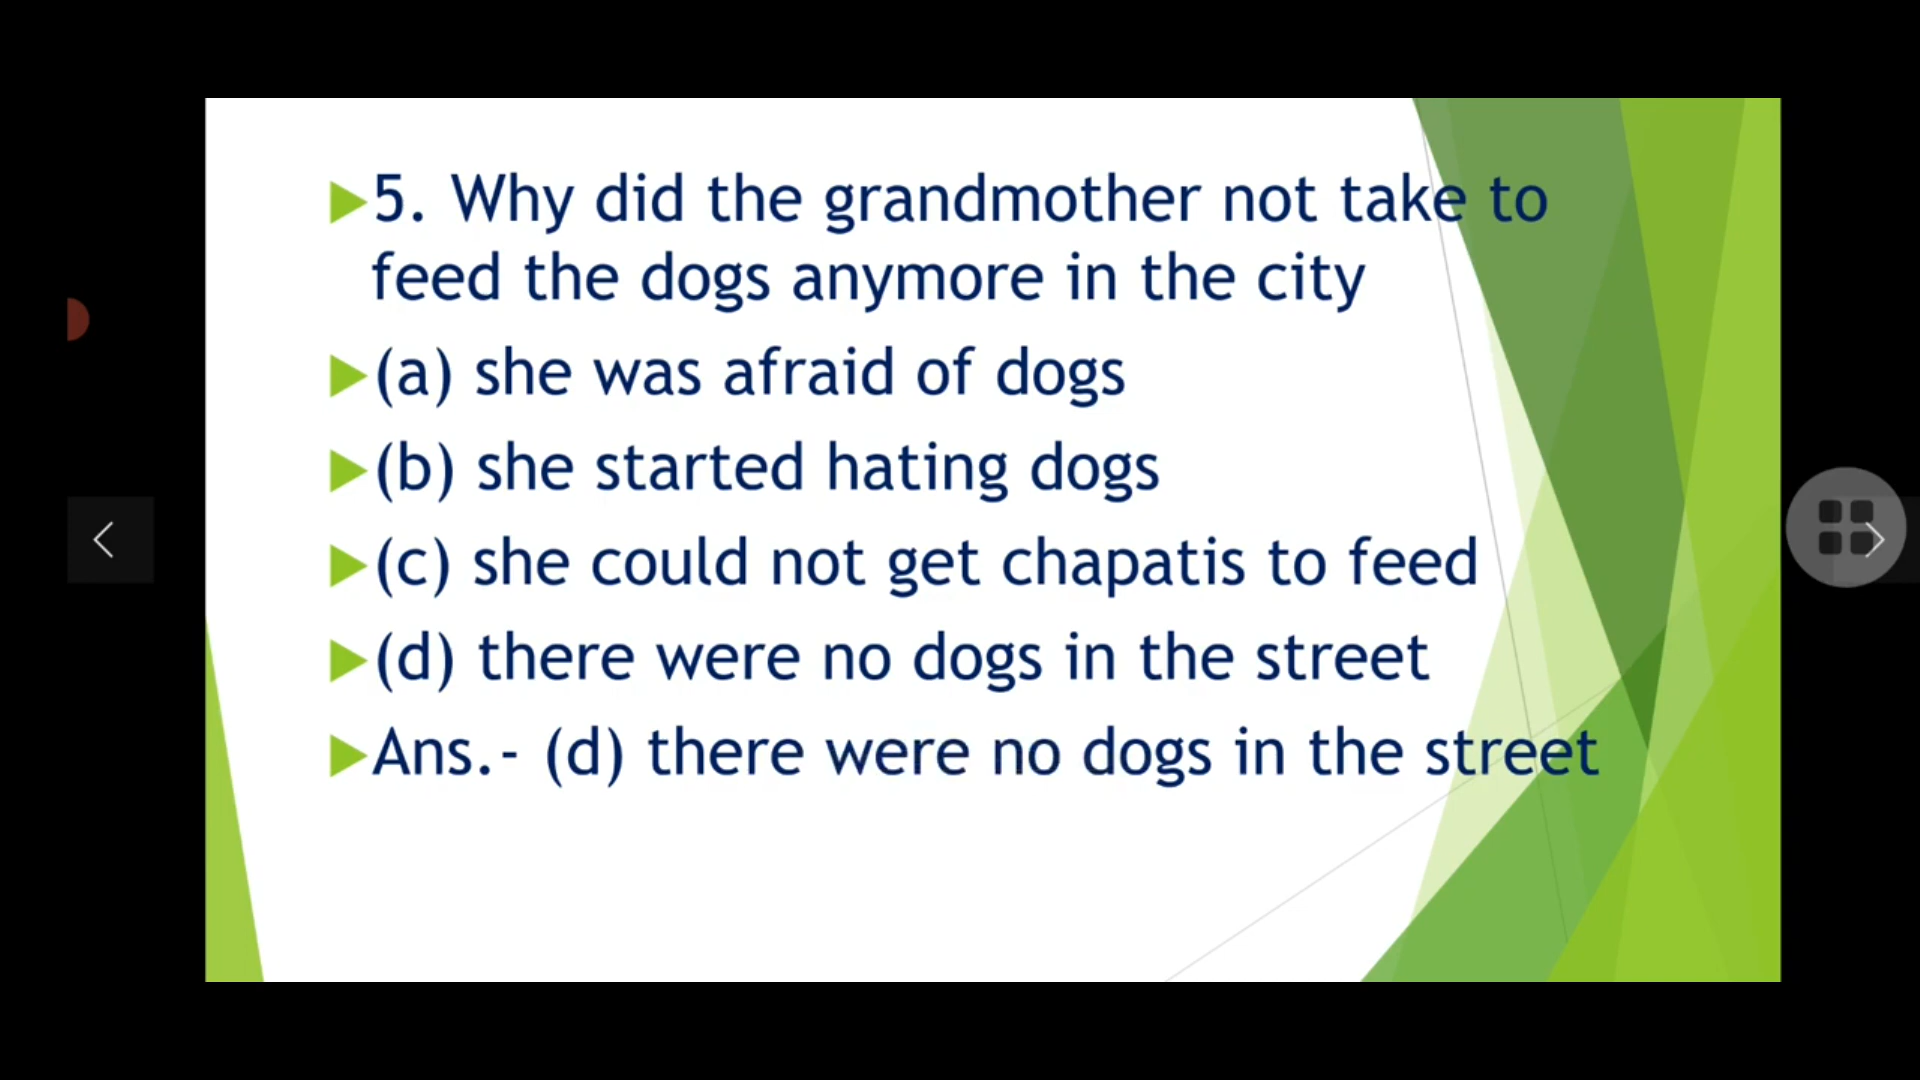 5. Why did the grandmother not take to
feed the dogs anymore in the city
(a) she was afraid of dogs
(b) she started hating dogs
(c) she could not get chapatis to feed
(d) there were no dogs in the street
Ans.- (d) there were no dogs in the street